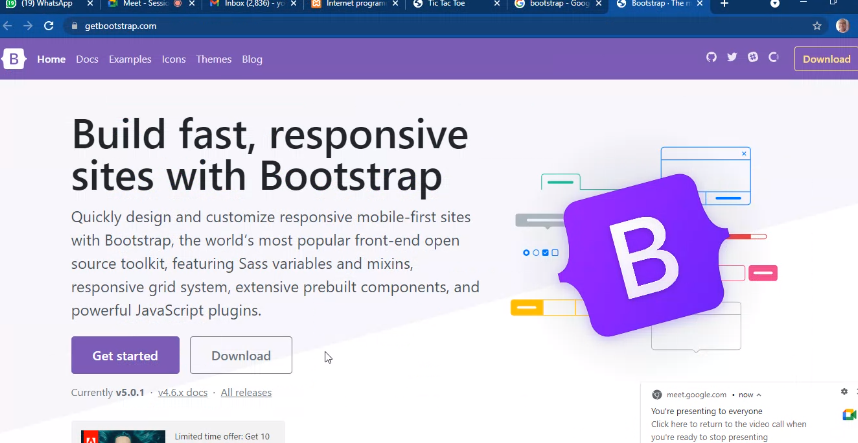 (19) WhatsApp
Meet - Sessi
Inbox (2,836) - yu
Internet program
Tic Tac Toe
bootstrap - Goog
Bootstrap · The m
getbootstrap.com
B
Home
Docs
Examples
Icons
Themes
Blog
Download
Build fast, responsive
sites with Bootstrap
Quickly design and customize responsive mobile-first sites
with Bootstrap, the world's most popular front-end open
source toolkit, featuring Sass variables and mixins,
responsive grid system, extensive prebuilt components, and
powerful JavaScript plugins.
Get started
Download
B
Currently v5.0.1 · v4.6.x docs · All releases
Limited time offer: Get 10
meet.google.com • now
You're presenting to everyone
Click here to return to the video call when
you're ready to stop presenting